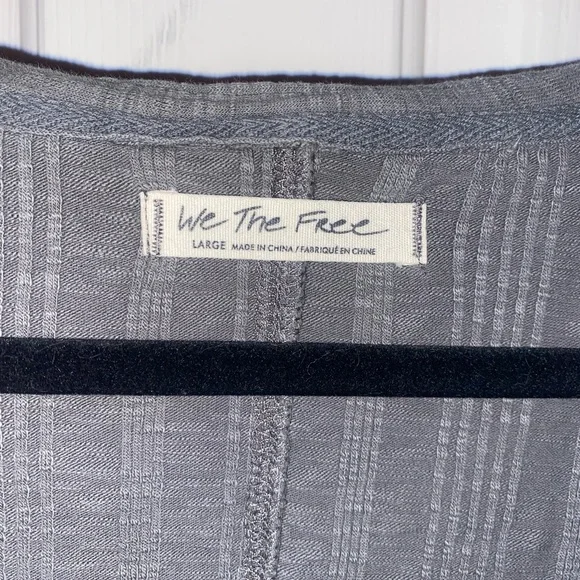 We The Free
LARGE MADE IN CHINA / FABRIQUÉ EN CHINE